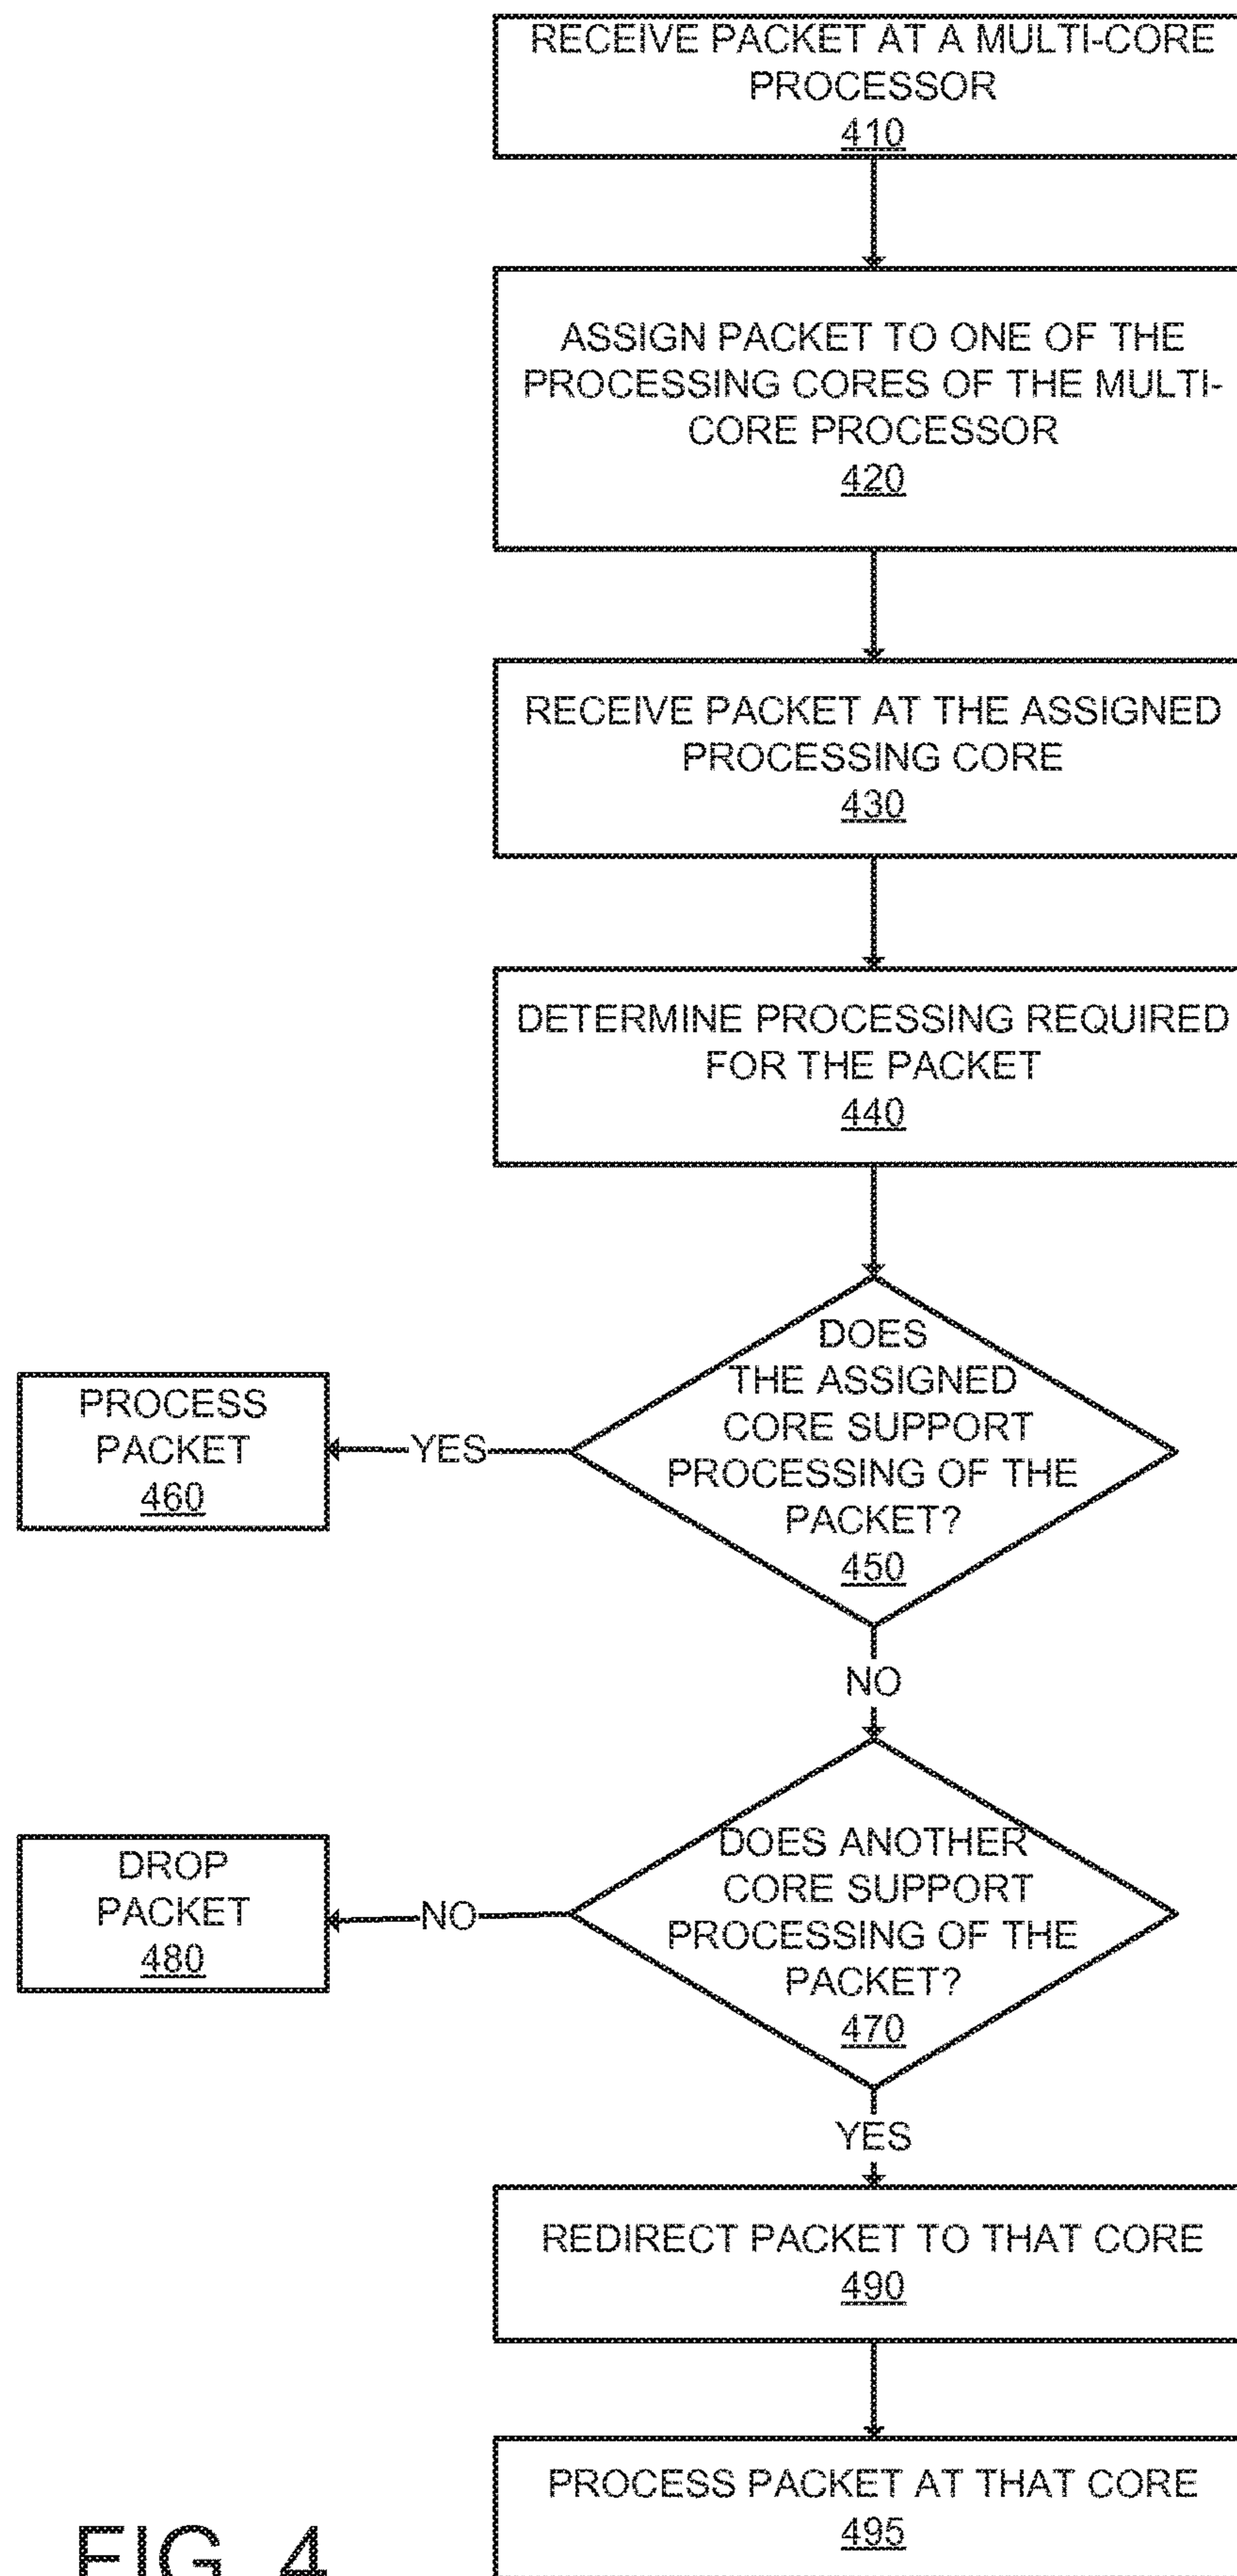 RECEIVE PACKET AT A MULTI-CORE
PROCESSOR
410
ASSIGN PACKET TO ONE OF THE
PROCESSING CORES OF THE MULTI-
CORE PROCESSOR
420
RECEIVE PACKET AT THE ASSIGNED
PROCESSING CORE
430
DETERMINE PROCESSING REQUIRED
FOR THE PACKET
440
DOES
THE ASSIGNED
CORE SUPPORT
PROCESSING OF THE
PACKET?
450
YES
PROCESS
PACKET
460
NO
DOES ANOTHER
CORE SUPPORT
PROCESSING OF THE
PACKET?
470
NO
DROP
PACKET
480
YES
REDIRECT PACKET TO THAT CORE
490
PROCESS PACKET AT THAT CORE
495
FIG. 4